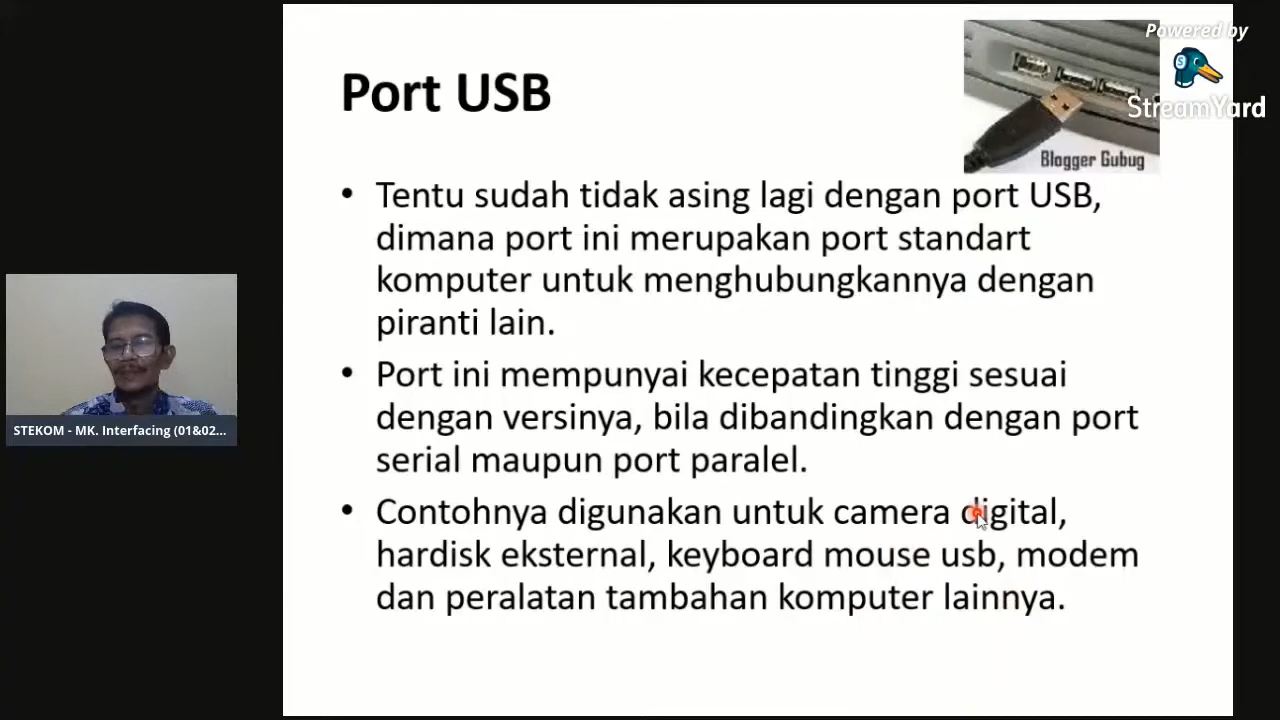 Powered by
StreamYard
Port USB
Blogger Gubug
• Tentu sudah tidak asing lagi dengan port USB,
dimana port ini merupakan port standart
komputer untuk menghubungkannya dengan
piranti lain.
• Port ini mempunyai kecepatan tinggi sesuai
dengan versinya, bila dibandingkan dengan port
serial maupun port paralel.
• Contohnya digunakan untuk camera digital,
hardisk eksternal, keyboard mouse usb, modem
dan peralatan tambahan komputer lainnya.
STEKOM - MK. Interfacing (01&02...